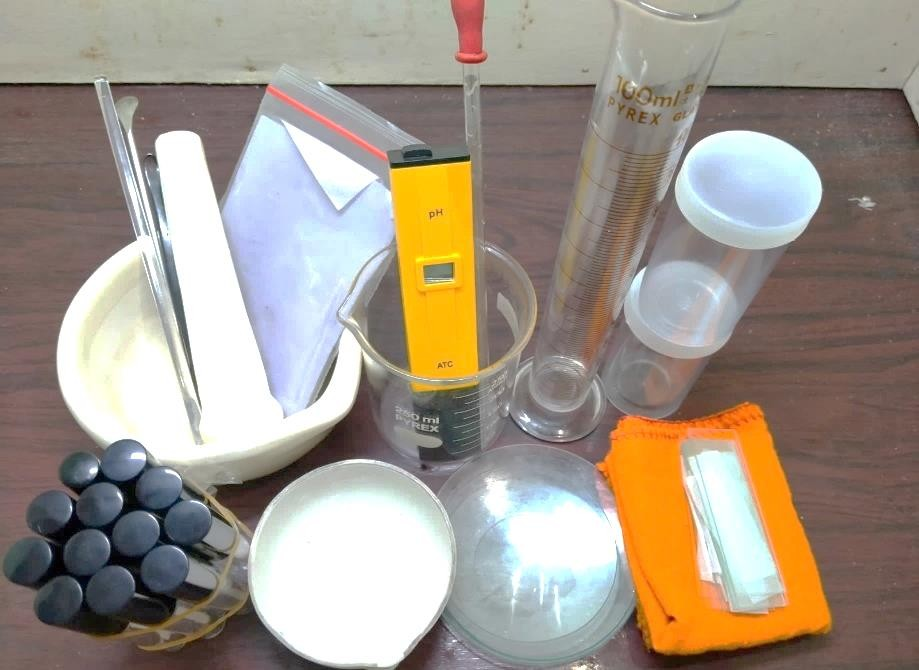 100ml
PYREX
pH
ATC
250 ml
PYREX